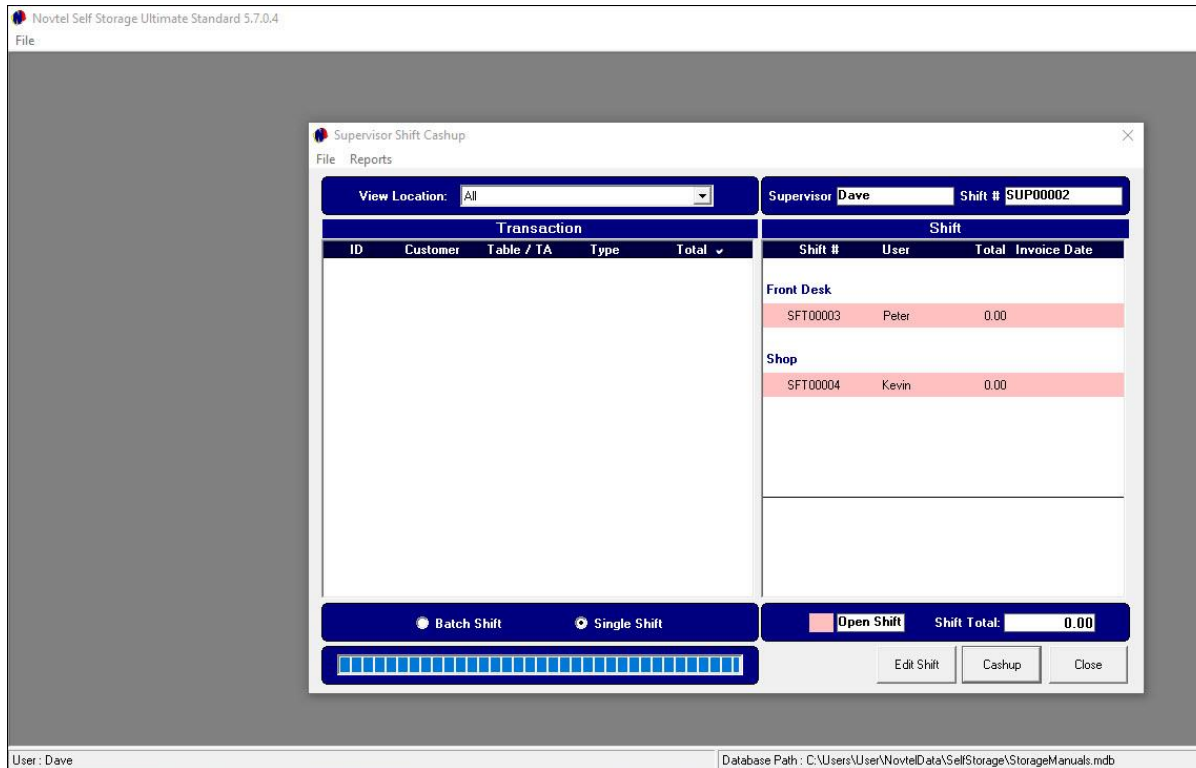 Novtel Self Storage Ultimate Standard 5.7.0.4
File
Supervisor Shift Cashup
File Reports
View Location: All
Supervisor Dave Shift # SUP00002
Transaction
ID Customer Table / TA Type Total
Shift
Shift # User Total Invoice Date
Front Desk
SFT00003 Peter 0.00
Shop
SFT00004 Kevin 0.00
Batch Shift Single Shift
Open Shift Shift Total: 0.00
Edit Shift Cashup Close
User : Dave
Database Path : C:\Users\User\NovtelData\SelfStorage\StorageManuals.mdb